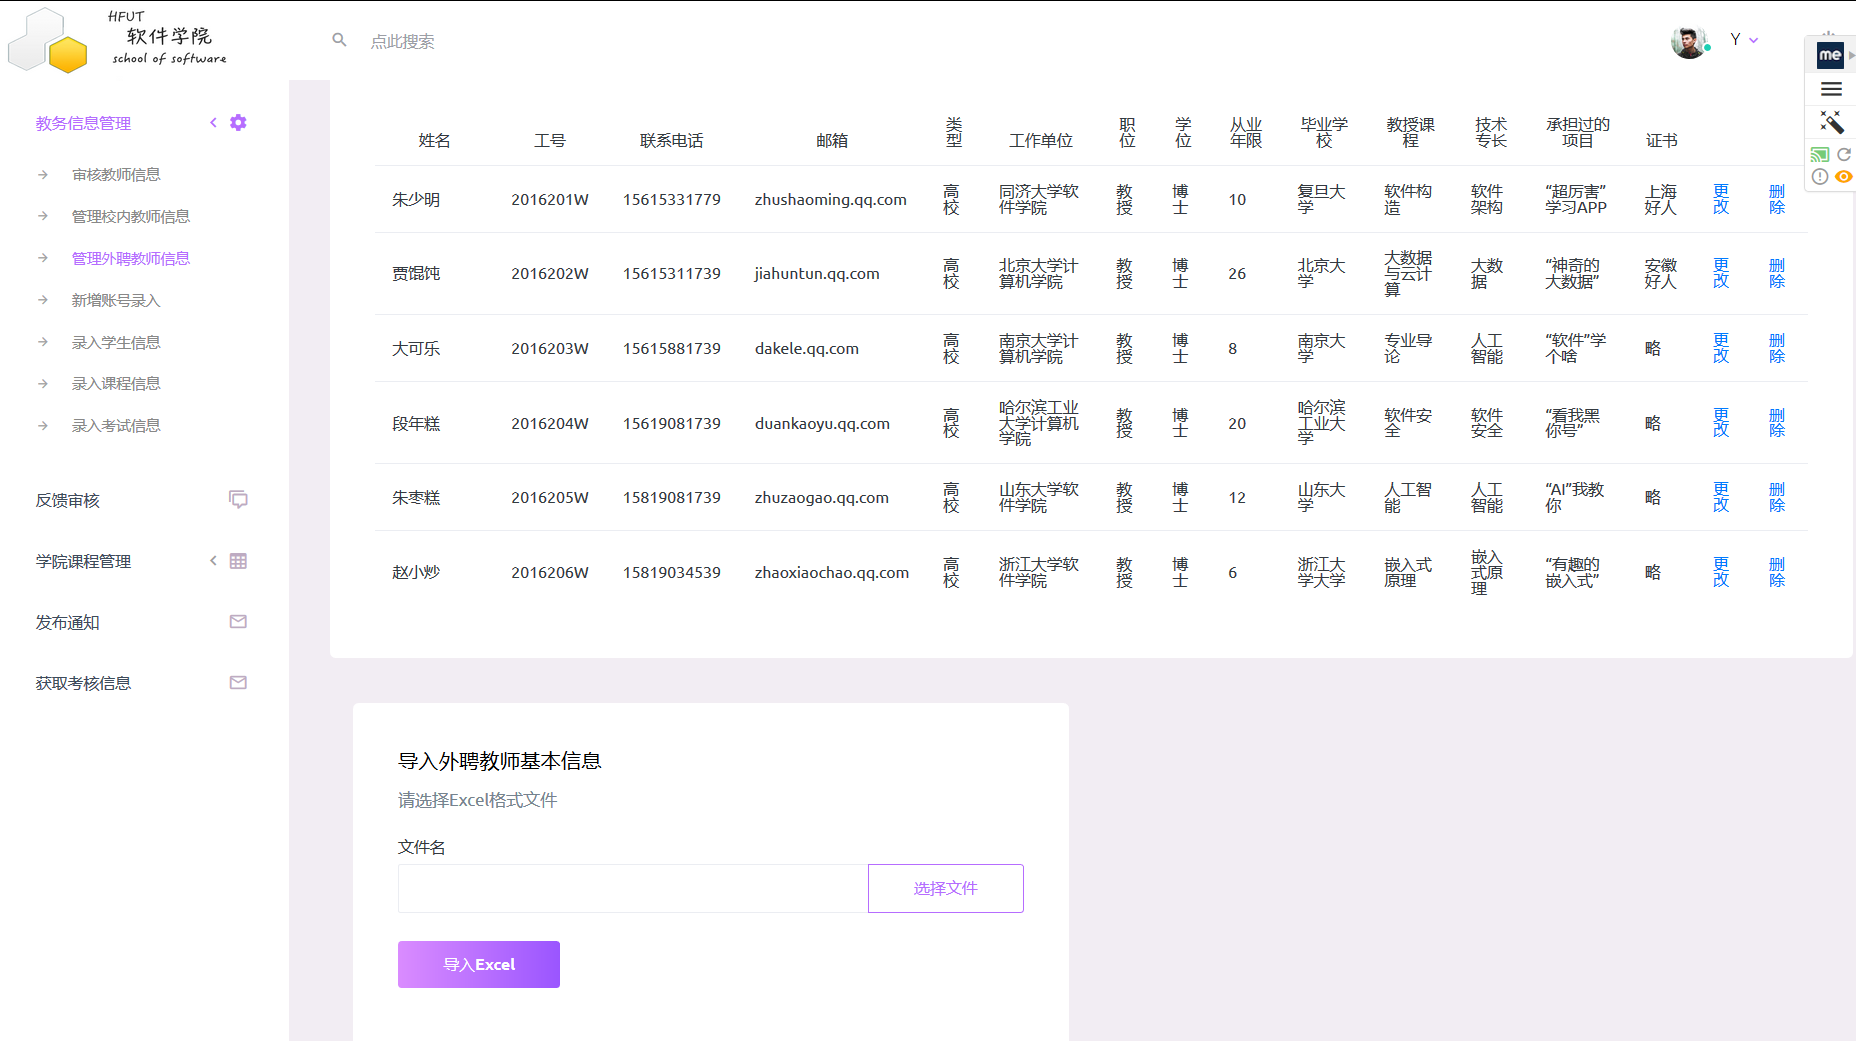 HFUT
软件学院
school of software
点此搜索
Y
me
教务信息管理
审核教师信息
管理校内教师信息
管理外聘教师信息
新增账号录入
录入学生信息
录入课程信息
录入考试信息
反馈审核
学院课程管理
发布通知
获取考核信息
姓名 工号 联系电话 邮箱 类型 工作单位 职位 学位 从业年限 毕业学校 教授课程 技术专长 承担过的项目 证书
朱少明 2016201W 15615331779 zhushaoming.qq.com 高校 同济大学软件学院 教授 博士 10 复旦大学 软件构造 软件架构 “超厉害”学习APP 上海好人 更改 删除
贾馄饨 2016202W 15615311739 jiahuntun.qq.com 高校 北京大学计算机学院 教授 博士 26 北京大学 大数据与云计算 大数据 “神奇的大数据” 安徽好人 更改 删除
大可乐 2016203W 15615881739 dakele.qq.com 高校 南京大学计算机学院 教授 博士 8 南京大学 专业导论 人工智能 “软件”学个啥 略 更改 删除
段年糕 2016204W 15619081739 duankaoyu.qq.com 高校 哈尔滨工业大学计算机学院 教授 博士 20 哈尔滨工业大学 软件安全 软件安全 “看我黑你号” 略 更改 删除
朱枣糕 2016205W 15819081739 zhuzaogao.qq.com 高校 山东大学软件学院 教授 博士 12 山东大学 人工智能 人工智能 “AI”我教你 略 更改 删除
赵小炒 2016206W 15819034539 zhaoxiaochao.qq.com 高校 浙江大学软件学院 教授 博士 6 浙江大学大学 嵌入式原理 嵌入式原理 “有趣的嵌入式” 略 更改 删除
导入外聘教师基本信息
请选择Excel格式文件
文件名
选择文件
导入Excel